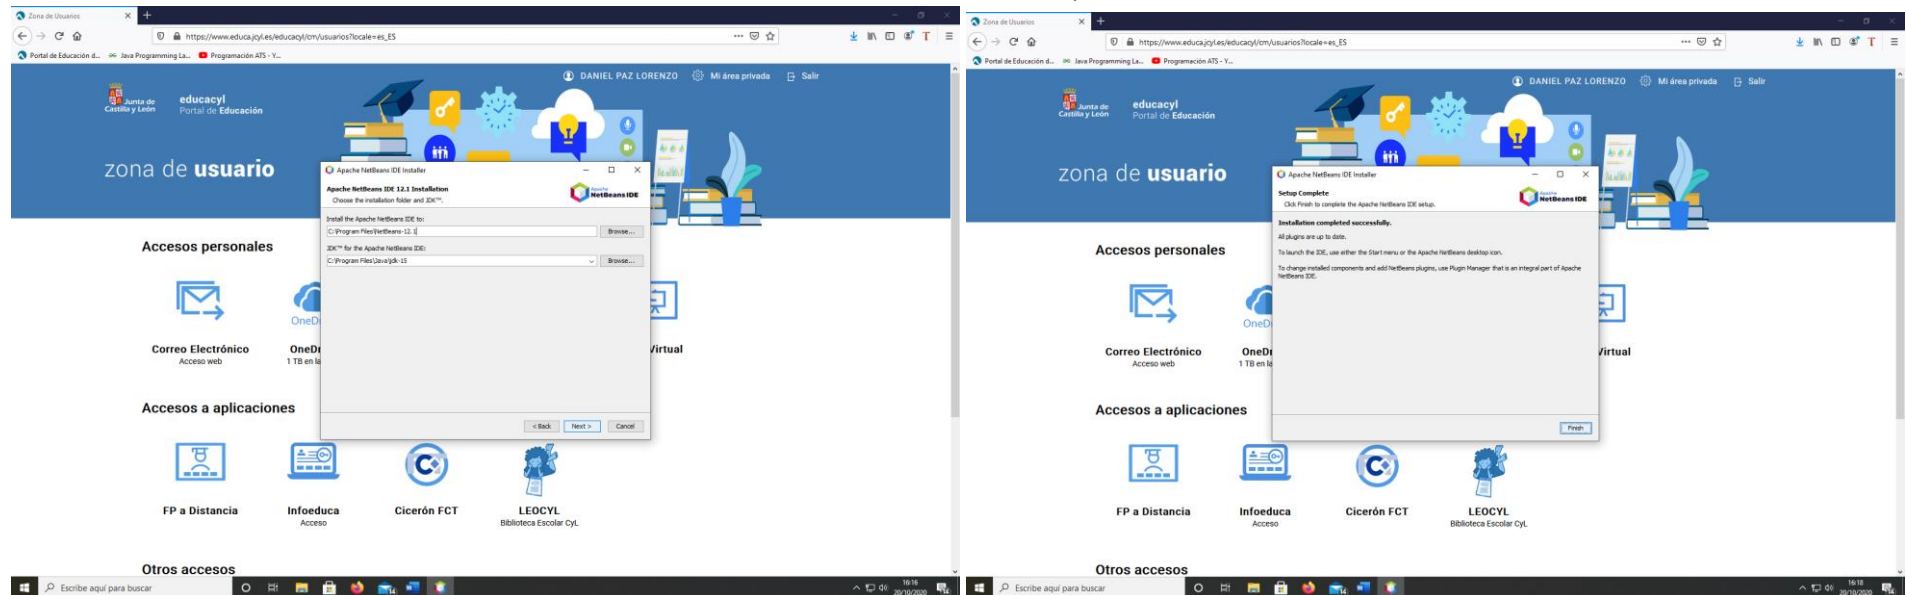 Zona de Usuarios
https://www.educa.jcyl.es/educacyl/cm/usuarios?locale=es_ES
Portal de Educación d...
Java Programming La...
Programación ATS - Y...
DANIEL PAZ LORENZO
Mi área privada
Salir
Junta de
Castilla y León
educacyl
Portal de Educación
zona de usuario
Apache NetBeans IDE Installer
Apache NetBeans IDE 12.1 Installation
Choose the installation folder and JDK™.
Apache
NetBeans IDE
Install the Apache NetBeans IDE to:
C:\Program Files\NetBeans-12.1
Browse...
JDK™ for the Apache NetBeans IDE:
C:\Program Files\Java\jdk-15
Browse...
< Back
Next >
Cancel
Accesos personales
OneD
Correo Electrónico
Acceso web
OneDr
1 TB en la
Virtual
Accesos a aplicaciones
FP a Distancia
Infoeduca
Acceso
Cicerón FCT
LEOCYL
Biblioteca Escolar CyL
Otros accesos
Escribe aquí para buscar
16:16
20/10/2020
Zona de Usuarios
https://www.educa.jcyl.es/educacyl/cm/usuarios?locale=es_ES
Portal de Educación d...
Java Programming La...
Programación ATS - Y...
DANIEL PAZ LORENZO
Mi área privada
Salir
Junta de
Castilla y León
educacyl
Portal de Educación
zona de usuario
Apache NetBeans IDE Installer
Setup Complete
Click Finish to complete the Apache NetBeans IDE setup.
Apache
NetBeans IDE
Installation completed successfully.
All plugins are up to date.
To launch the IDE, use either the Start menu or the Apache NetBeans desktop icon.
To change installed components and add NetBeans plugins, use Plugin Manager that is an integral part of Apache
NetBeans IDE.
Finish
Accesos personales
OneD
Correo Electrónico
Acceso web
OneDr
1 TB en la
Virtual
Accesos a aplicaciones
FP a Distancia
Infoeduca
Acceso
Cicerón FCT
LEOCYL
Biblioteca Escolar CyL
Otros accesos
Escribe aquí para buscar
16:18
20/10/2020